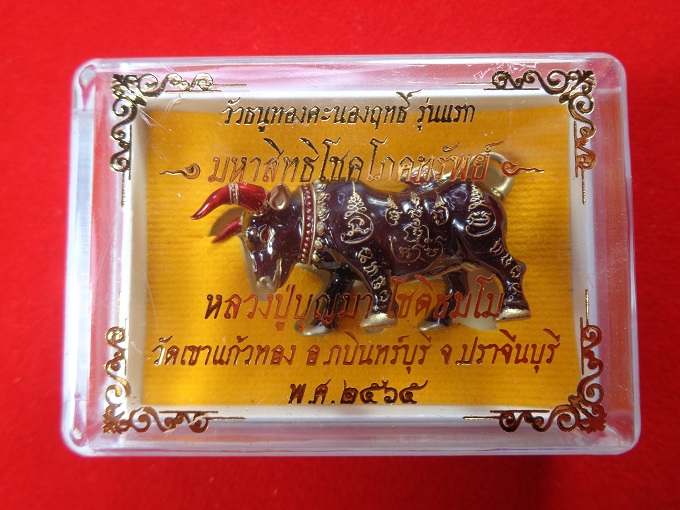 วัวธนูทองคะนองฤทธิ์ รุ่นแรก
มหาสิทธิโชคโภคทรัพย์
หลวงปู่บุญมา โชติธมฺโม
วัดเขาแก้วทอง อ.กบินทร์บุรี จ.ปราจีนบุรี
พ.ศ.๒๕๖๕